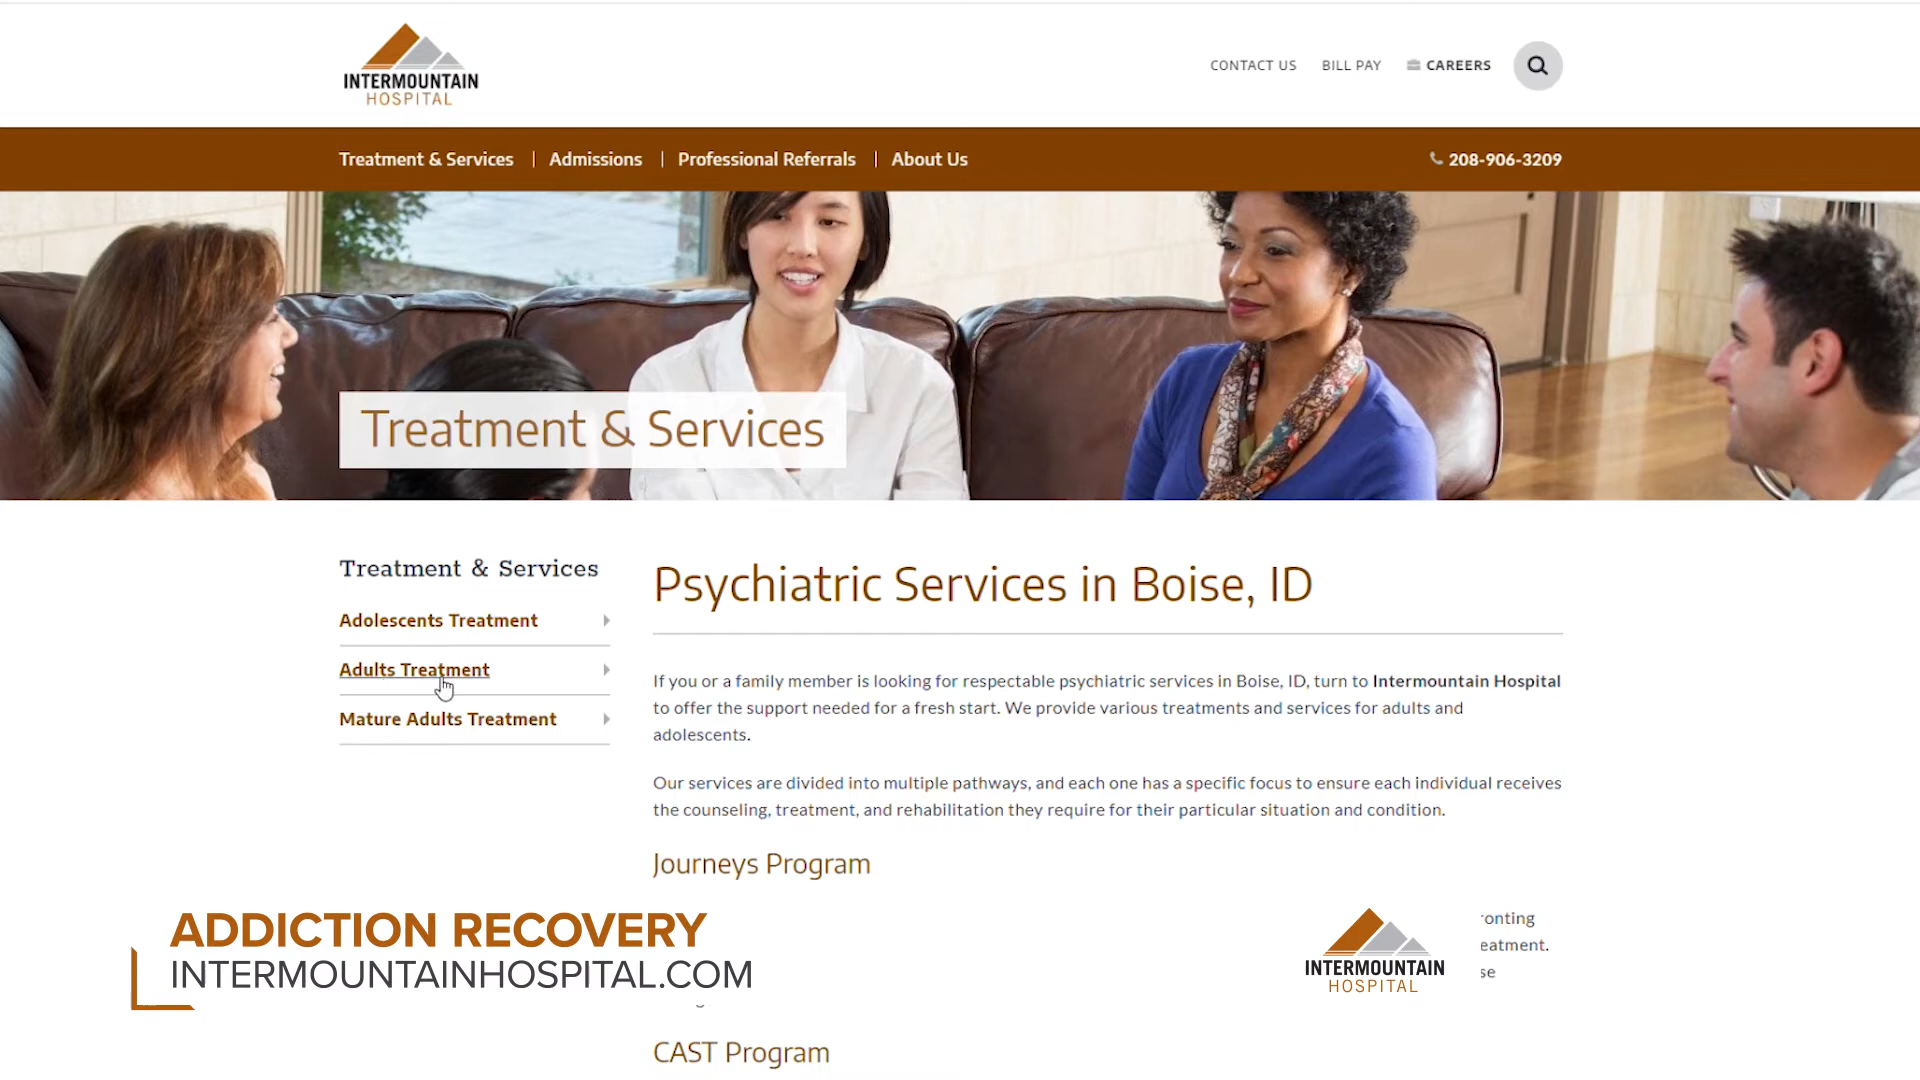 INTERMOUNTAIN
HOSPITAL
CONTACT US
BILL PAY
CAREERS
Treatment & Services | Admissions | Professional Referrals | About Us
208-906-3209
Treatment & Services
Treatment & Services
Adolescents Treatment
Adults Treatment
Mature Adults Treatment
Psychiatric Services in Boise, ID
If you or a family member is looking for respectable psychiatric services in Boise, ID, turn to Intermountain Hospital
to offer the support needed for a fresh start. We provide various treatments and services for adults and
adolescents.
Our services are divided into multiple pathways, and each one has a specific focus to ensure each individual receives
the counseling, treatment, and rehabilitation they require for their particular situation and condition.
Journeys Program
ADDICTION RECOVERY
INTERMOUNTAINHOSPITAL.COM
INTERMOUNTAIN
HOSPITAL
CAST Program